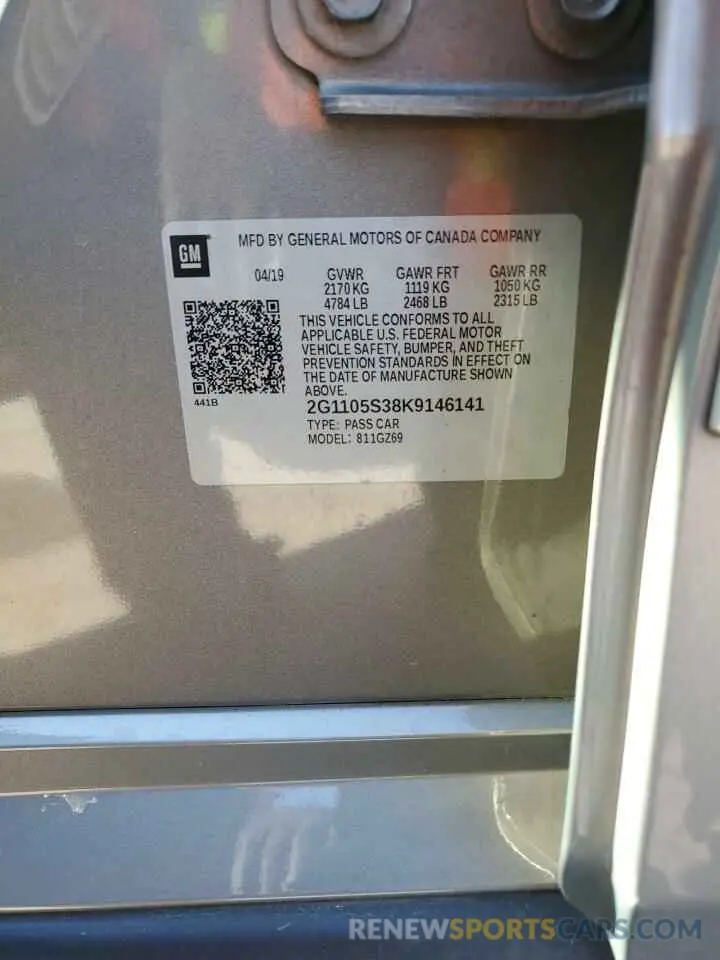 GM
MFD BY GENERAL MOTORS OF CANADA COMPANY
04/19 GVWR GAWR FRT GAWR RR
2170 KG 1119 KG 1050 KG
4784 LB 2468 LB 2315 LB
THIS VEHICLE CONFORMS TO ALL
APPLICABLE U.S. FEDERAL MOTOR
VEHICLE SAFETY, BUMPER, AND THEFT
PREVENTION STANDARDS IN EFFECT ON
THE DATE OF MANUFACTURE SHOWN
ABOVE.
441B
2G1105S38K9146141
TYPE: PASS CAR
MODEL: 811GZ69
RENEWSPORTSCARS.COM